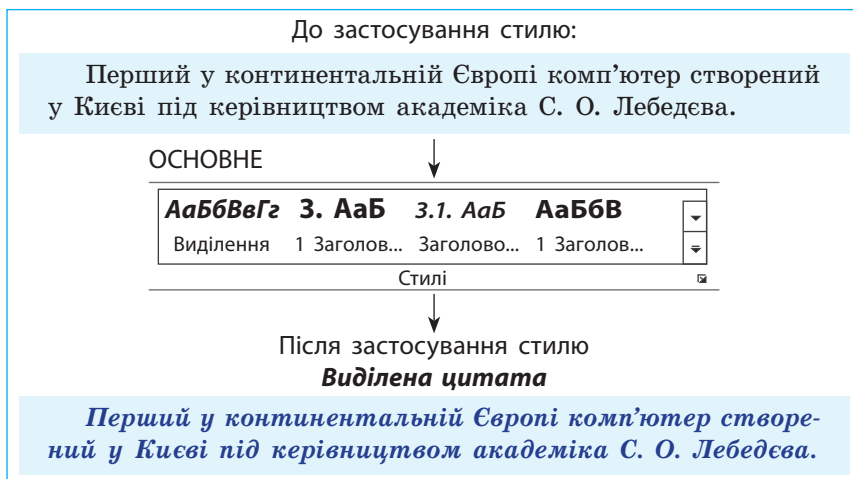 До застосування стилю:
Перший у континентальній Європі комп'ютер створений
у Києві під керівництвом академіка С. О. Лебедєва.
ОСНОВНЕ
АаБбВвГг 3. АаБ 3.1. АаБ АаБбВ
Виділення 1 Заголов... Заголово... 1 Заголов...
Стилі
Після застосування стилю
Виділена цитата
Перший у континентальній Європі комп'ютер створе-
ний у Києві під керівництвом академіка С. О. Лебедєва.